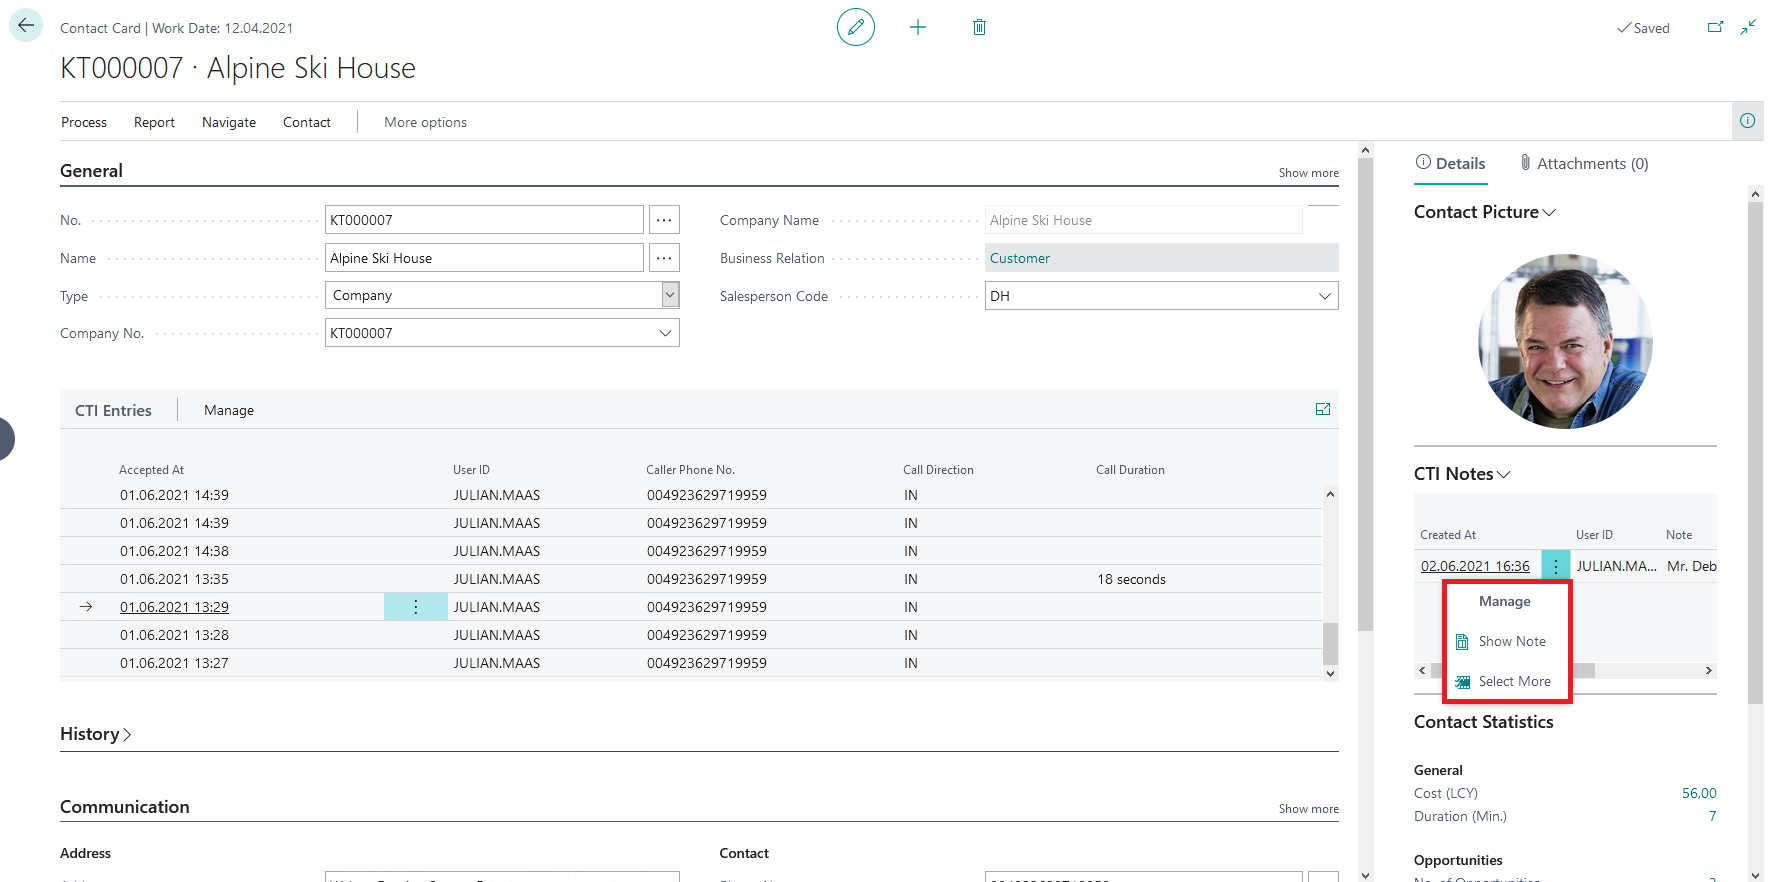 Contact Card | Work Date: 12.04.2021
Saved
KT000007 · Alpine Ski House
Process Report Navigate Contact More options
General
Show more
No. KT000007
Name Alpine Ski House
Type Company
Company No. KT000007
Company Name Alpine Ski House
Business Relation Customer
Salesperson Code DH
CTI Entries Manage
Accepted At User ID Caller Phone No. Call Direction Call Duration
01.06.2021 14:39 JULIAN.MAAS 004923629719959 IN
01.06.2021 14:39 JULIAN.MAAS 004923629719959 IN
01.06.2021 14:38 JULIAN.MAAS 004923629719959 IN
01.06.2021 13:35 JULIAN.MAAS 004923629719959 IN 18 seconds
01.06.2021 13:29 JULIAN.MAAS 004923629719959 IN
01.06.2021 13:28 JULIAN.MAAS 004923629719959 IN
01.06.2021 13:27 JULIAN.MAAS 004923629719959 IN
History
Communication
Show more
Address
Contact
Details Attachments (0)
Contact Picture
CTI Notes
Created At User ID Note
02.06.2021 16:36 JULIAN.MA... Mr. Deb
Manage
Show Note
Select More
Contact Statistics
General
Cost (LCY) 56,00
Duration (Min.) 7
Opportunities